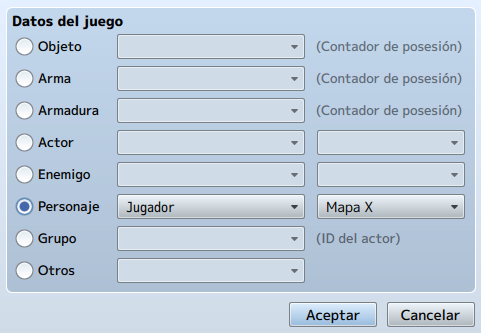 Datos del juego
Objeto (Contador de posesión)
Arma (Contador de posesión)
Armadura (Contador de posesión)
Actor
Enemigo
Personaje Jugador Mapa X
Grupo (ID del actor)
Otros
Aceptar Cancelar